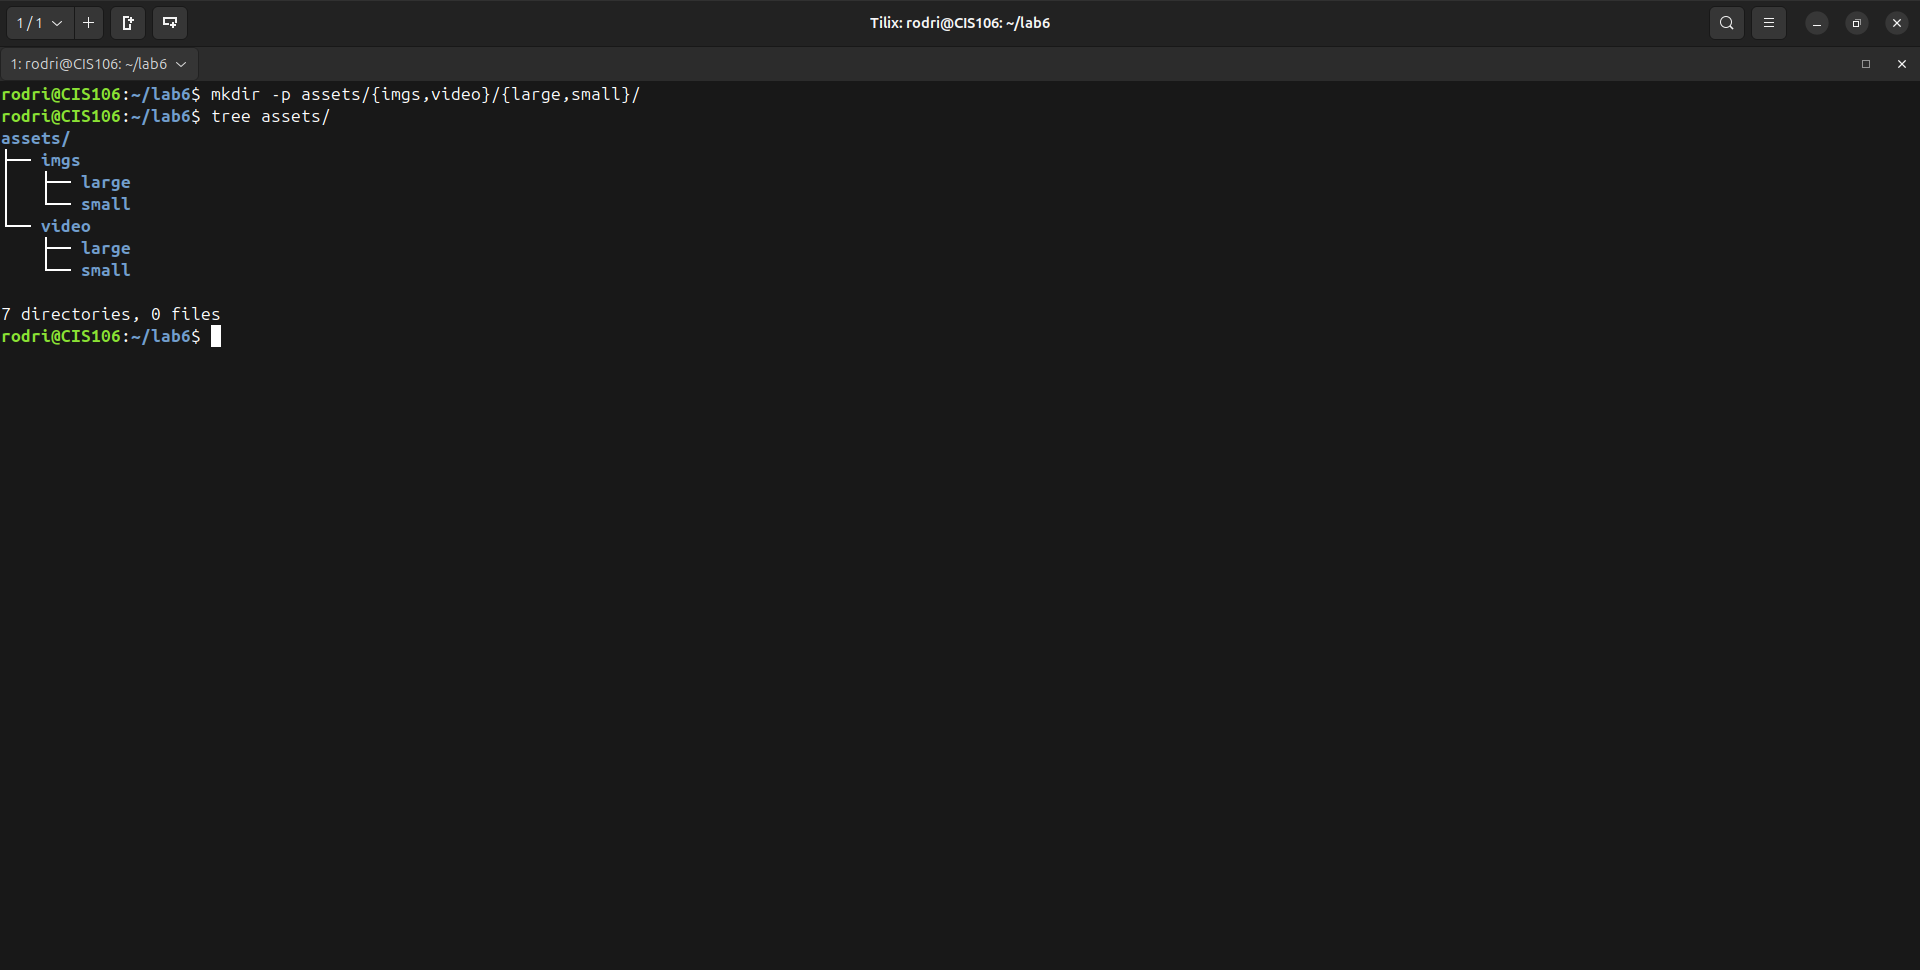 1 / 1
Tilix: rodri@CIS106: ~/lab6
1: rodri@CIS106: ~/lab6
rodri@CIS106:~/lab6$ mkdir -p assets/{imgs,video}/{large,small}/
rodri@CIS106:~/lab6$ tree assets/
assets/
├── imgs
│   ├── large
│   └── small
└── video
    ├── large
    └── small
7 directories, 0 files
rodri@CIS106:~/lab6$